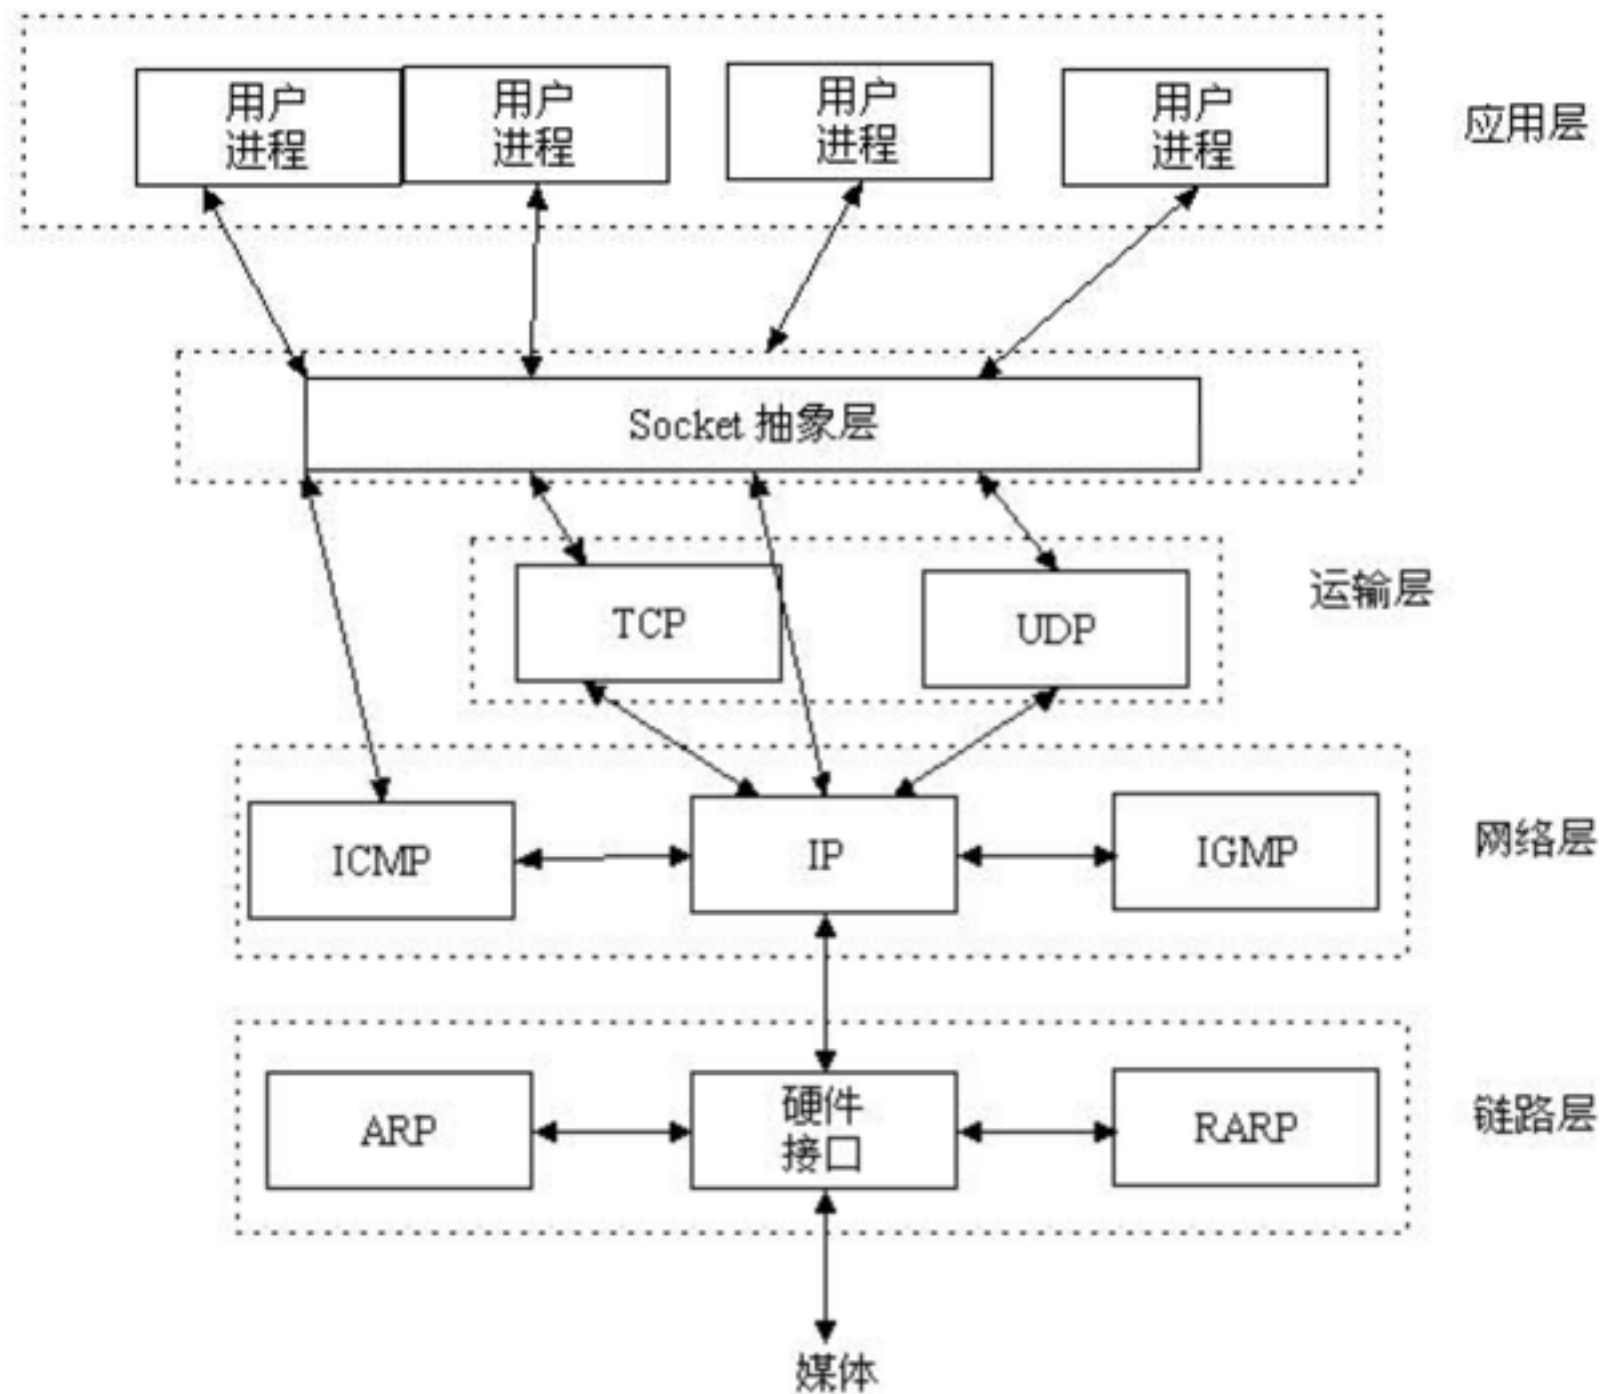 用户
进程
用户
进程
用户
进程
用户
进程
应用层
Socket 抽象层
TCP
UDP
运输层
ICMP
IP
IGMP
网络层
ARP
硬件
接口
RARP
链路层
媒体